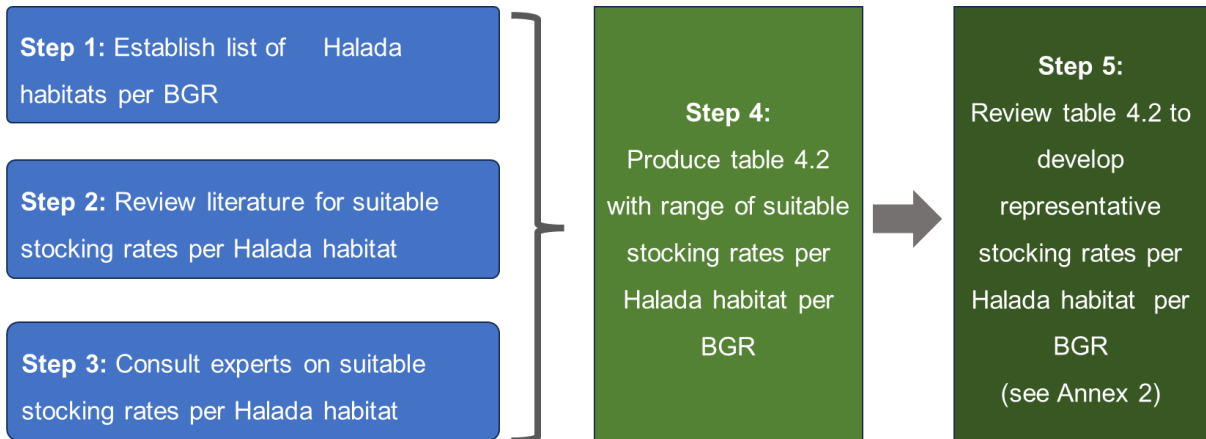 Step 1: Establish list of Halada
habitats per BGR
Step 2: Review literature for suitable
stocking rates per Halada habitat
Step 3: Consult experts on suitable
stocking rates per Halada habitat
Step 4:
Produce table 4.2
with range of suitable
stocking rates per
Halada habitat per
BGR
Step 5:
Review table 4.2 to
develop
representative
stocking rates per
Halada habitat per
BGR
(see Annex 2)